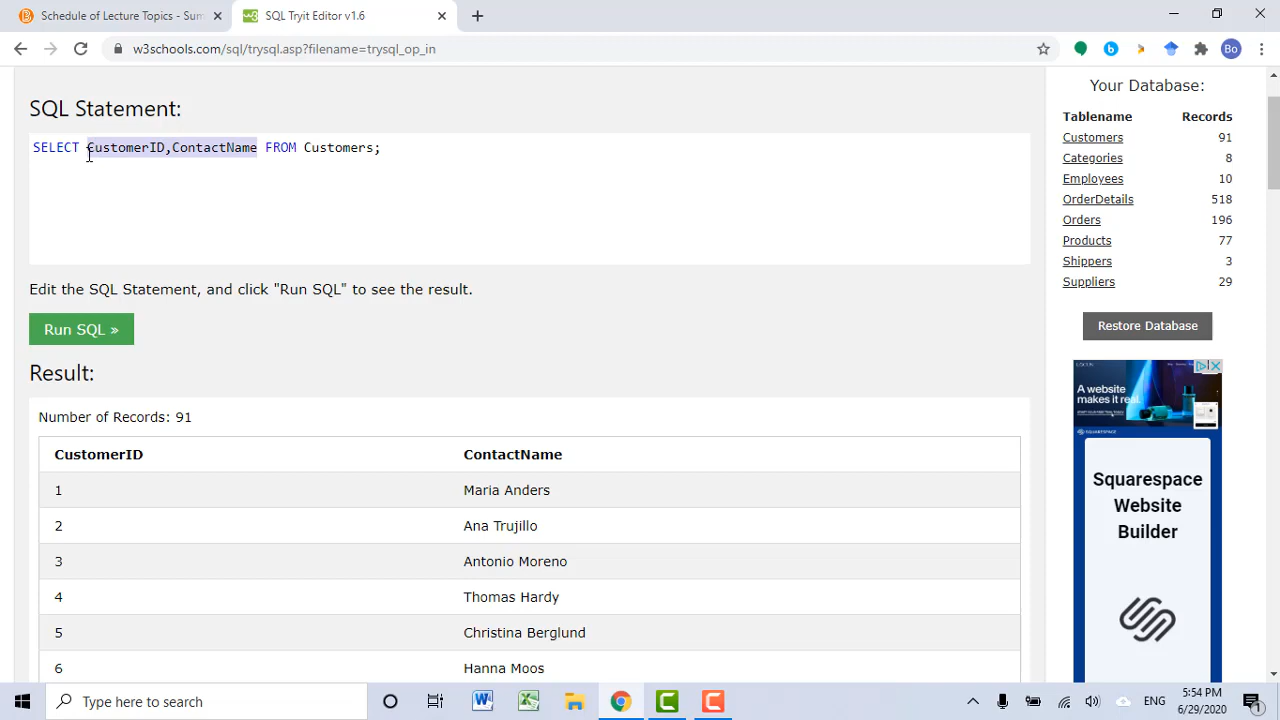 Schedule of Lecture Topics - Sum
SQL Tryit Editor v1.6
w3schools.com/sql/trysql.asp?filename=trysql_op_in
Bo
SQL Statement:
SELECT CustomerID,ContactName FROM Customers;
Edit the SQL Statement, and click "Run SQL" to see the result.
Run SQL »
Result:
Number of Records: 91
CustomerID ContactName
1 Maria Anders
2 Ana Trujillo
3 Antonio Moreno
4 Thomas Hardy
5 Christina Berglund
6 Hanna Moos
Your Database:
Tablename Records
Customers 91
Categories 8
Employees 10
OrderDetails 518
Orders 196
Products 77
Shippers 3
Suppliers 29
Restore Database
A website
makes it real.
SQUARESPACE
Squarespace
Website
Builder
Type here to search
ENG
5:54 PM
6/29/2020
1